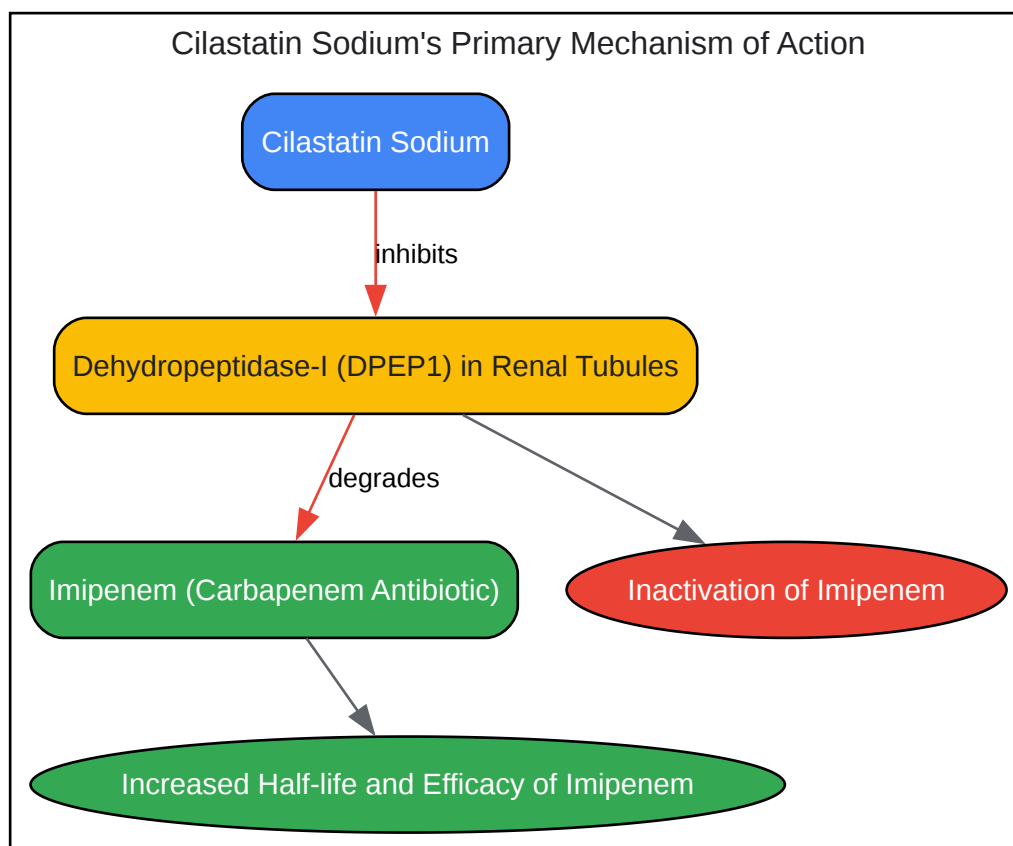 Cilastatin Sodium's Primary Mechanism of Action
Cilastatin Sodium
inhibits
Dehydropeptidase-I (DPEP1) in Renal Tubules
degrades
Imipenem (Carbapenem Antibiotic)
Inactivation of Imipenem
Increased Half-life and Efficacy of Imipenem